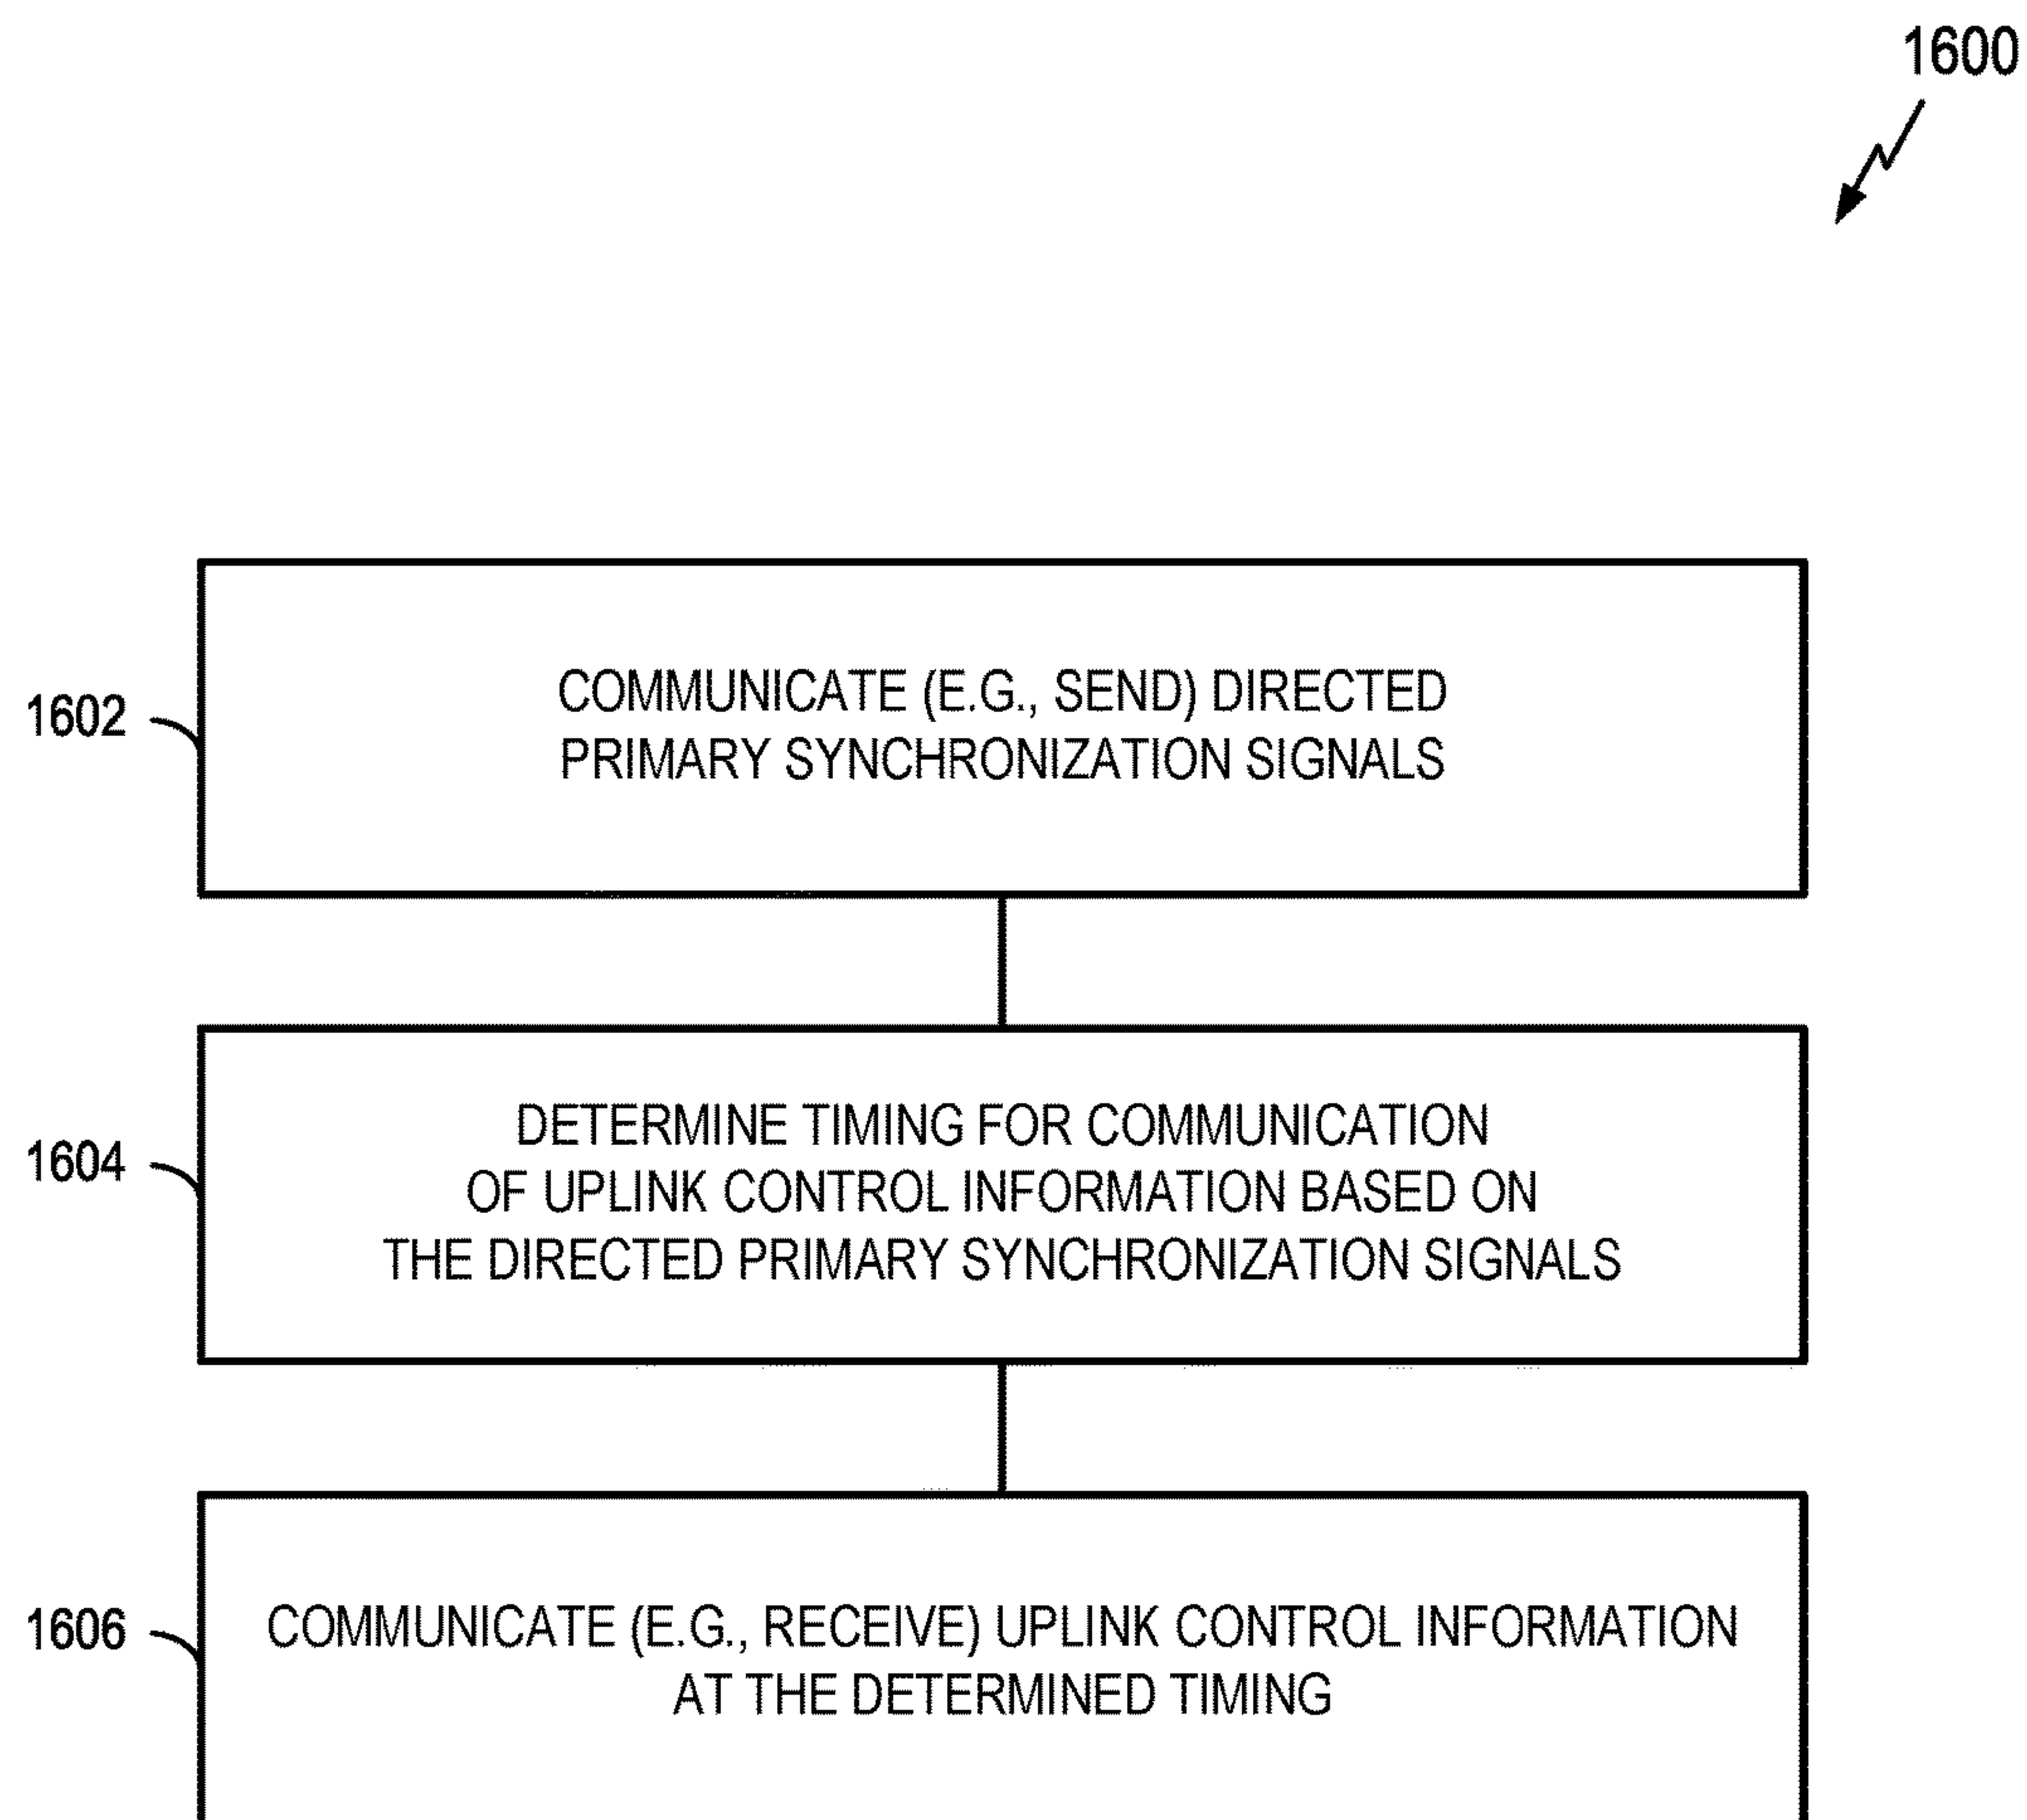 1600
1602
COMMUNICATE (E.G., SEND) DIRECTED
PRIMARY SYNCHRONIZATION SIGNALS
1604
DETERMINE TIMING FOR COMMUNICATION
OF UPLINK CONTROL INFORMATION BASED ON
THE DIRECTED PRIMARY SYNCHRONIZATION SIGNALS
1606
COMMUNICATE (E.G., RECEIVE) UPLINK CONTROL INFORMATION
AT THE DETERMINED TIMING